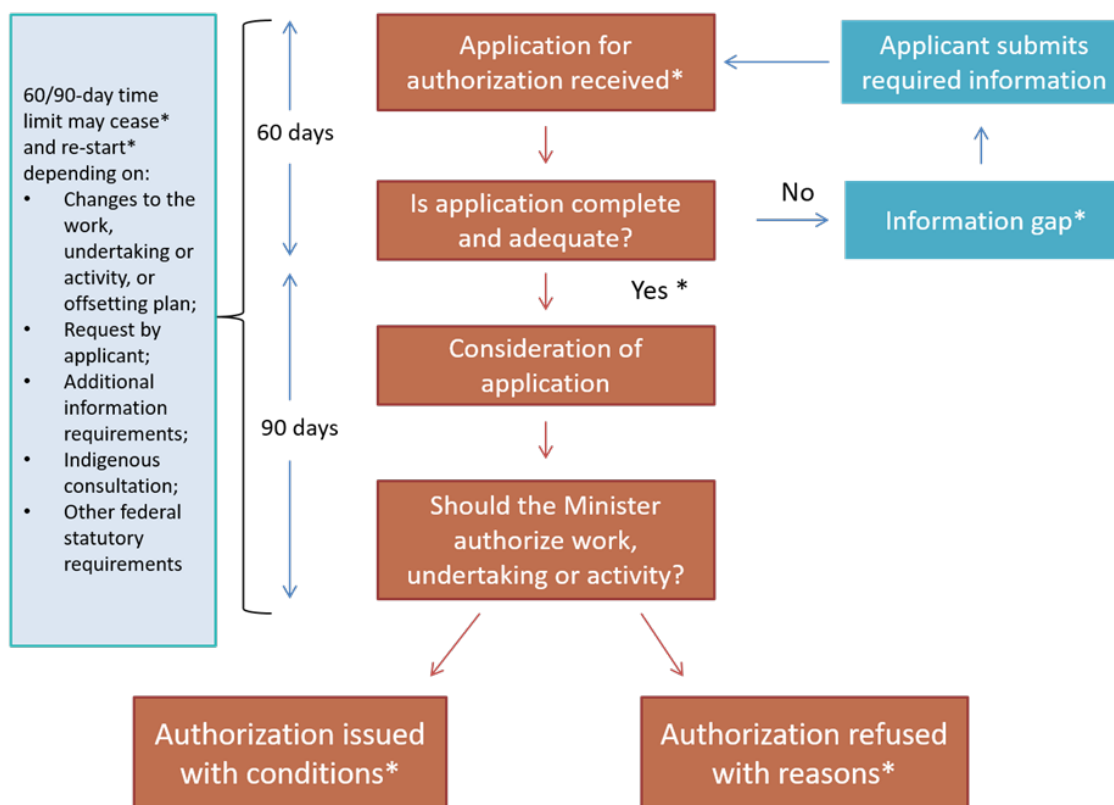 60/90-day time
limit may cease*
and re-start*
depending on:
• Changes to the
work,
undertaking or
activity, or
offsetting plan;
• Request by
applicant;
• Additional
information
requirements;
• Indigenous
consultation;
• Other federal
statutory
requirements
60 days
90 days
Application for
authorization received*
Applicant submits
required information
Is application complete
and adequate?
No
Information gap*
Yes *
Consideration of
application
Should the Minister
authorize work,
undertaking or activity?
Authorization issued
with conditions*
Authorization refused
with reasons*